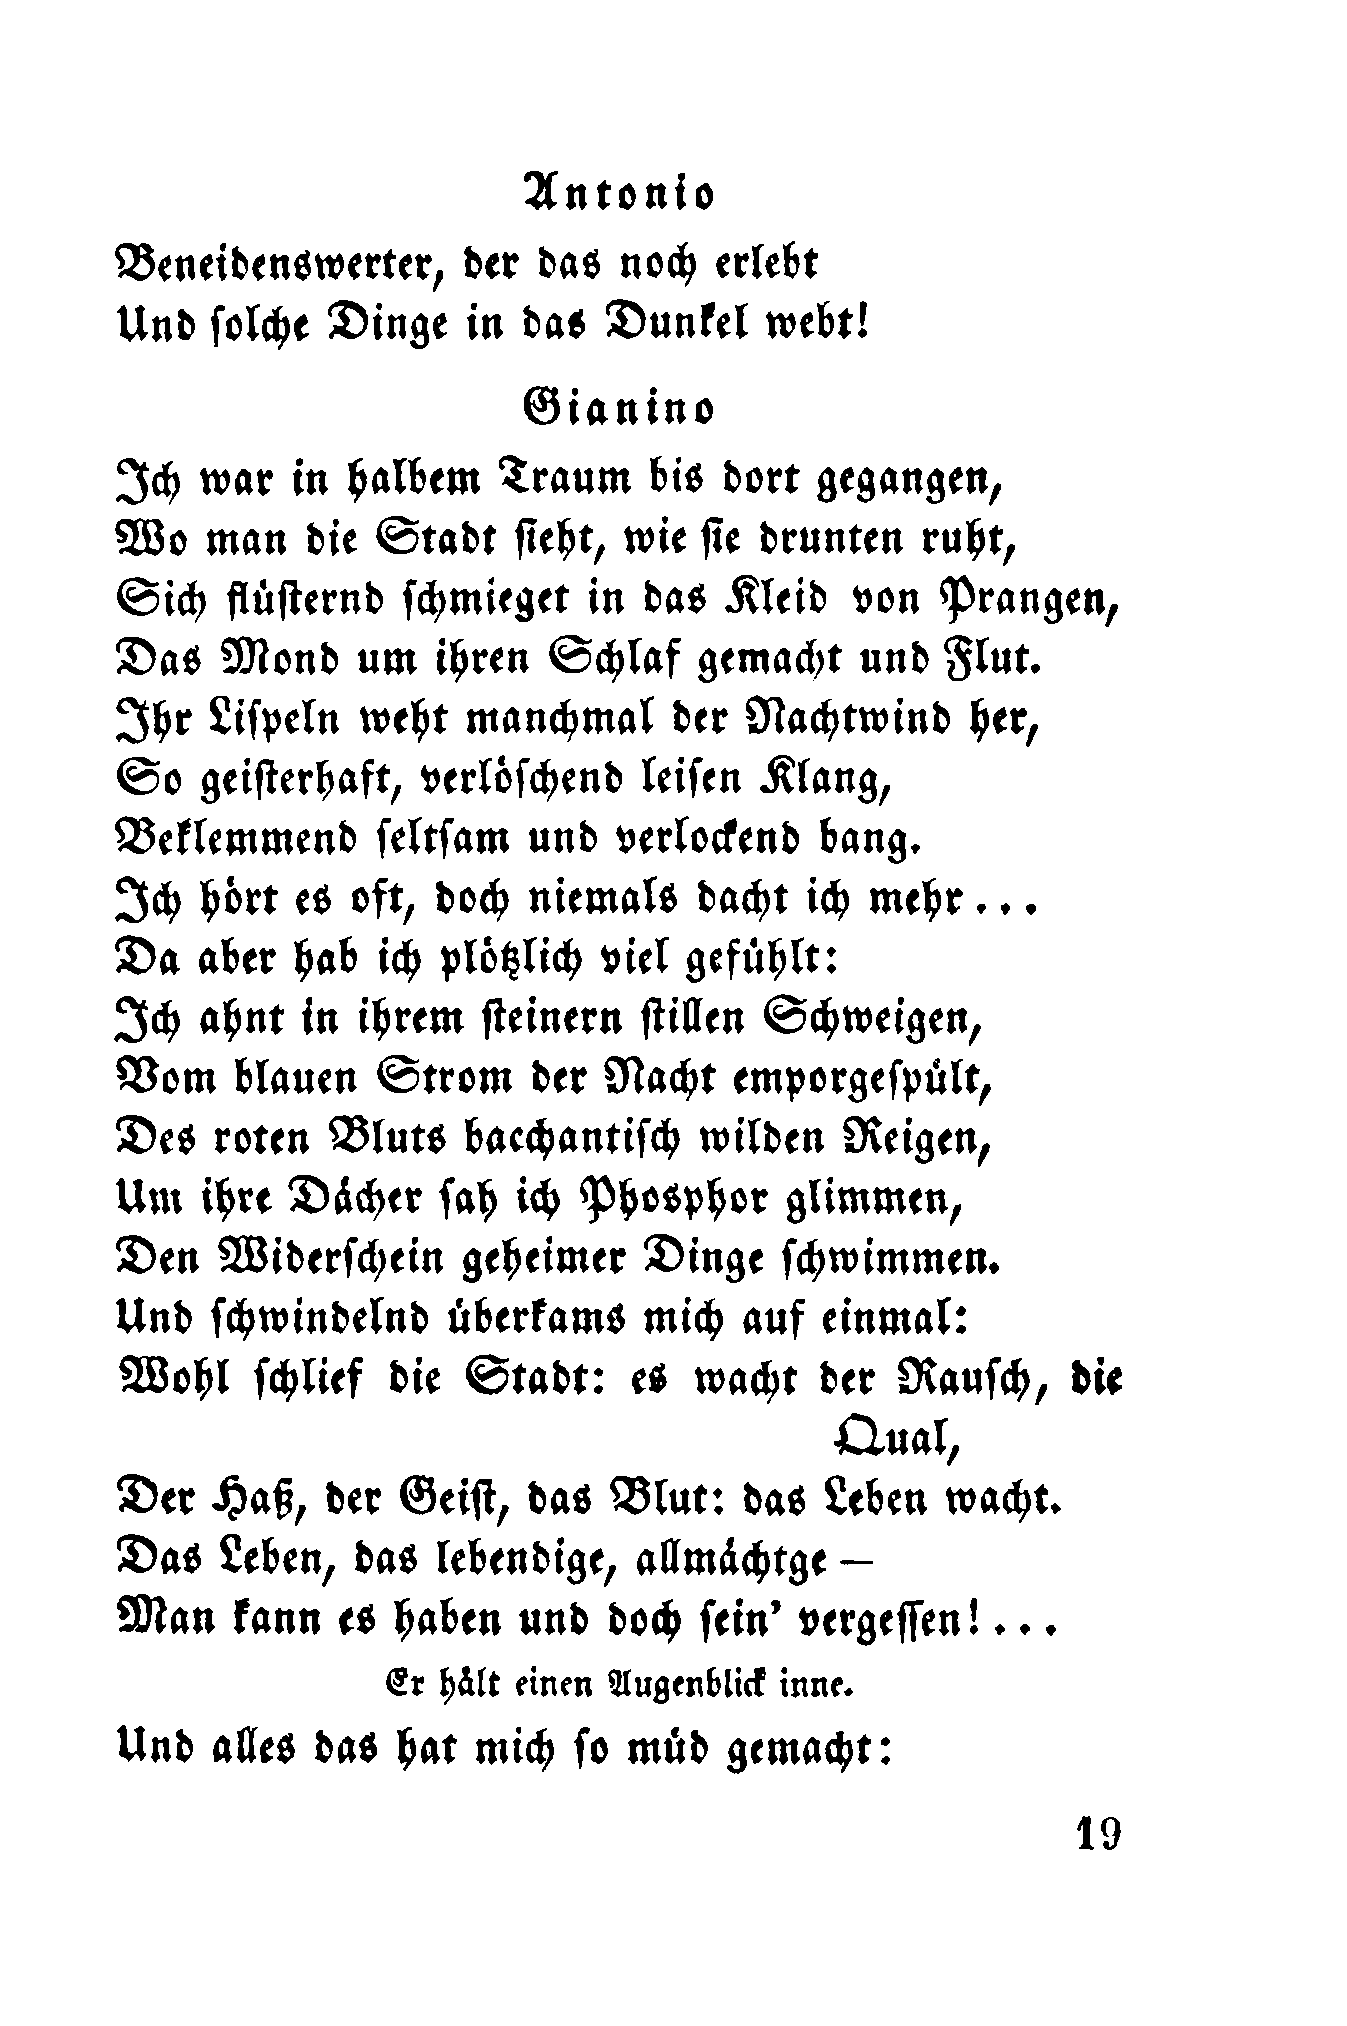 Antonio
Beneidenswerter, der das noch erlebt
Und solche Dinge in das Dunkel webt!
Gianino
Ich war in halbem Traum bis dort gegangen,
Wo man die Stadt sieht, wie sie drunten ruht,
Sich flüsternd schmieget in das Kleid von Prangen,
Das Mond um ihren Schlaf gemacht und Flut.
Ihr Lispeln weht manchmal der Nachtwind her,
So geisterhaft, verlöschend leisen Klang,
Beklemmend seltsam und verlockend bang.
Ich hört es oft, doch niemals dacht ich mehr...
Da aber hab ich plötzlich viel gefühlt:
Ich ahnt in ihrem steinern stillen Schweigen,
Vom blauen Strom der Nacht emporgespült,
Des roten Bluts bacchantisch wilden Reigen,
Um ihre Dächer sah ich Phosphor glimmen,
Den Widerschein geheimer Dinge schwimmen.
Und schwindelnd überkams mich auf einmal:
Wohl schlief die Stadt: es wacht der Rausch, die
Qual,
Der Haß, der Geist, das Blut: das Leben wacht.
Das Leben, das lebendige, allmächtge —
Man kann es haben und doch sein' vergessen!...
Er hält einen Augenblick inne.
Und alles das hat mich so müd gemacht:
19